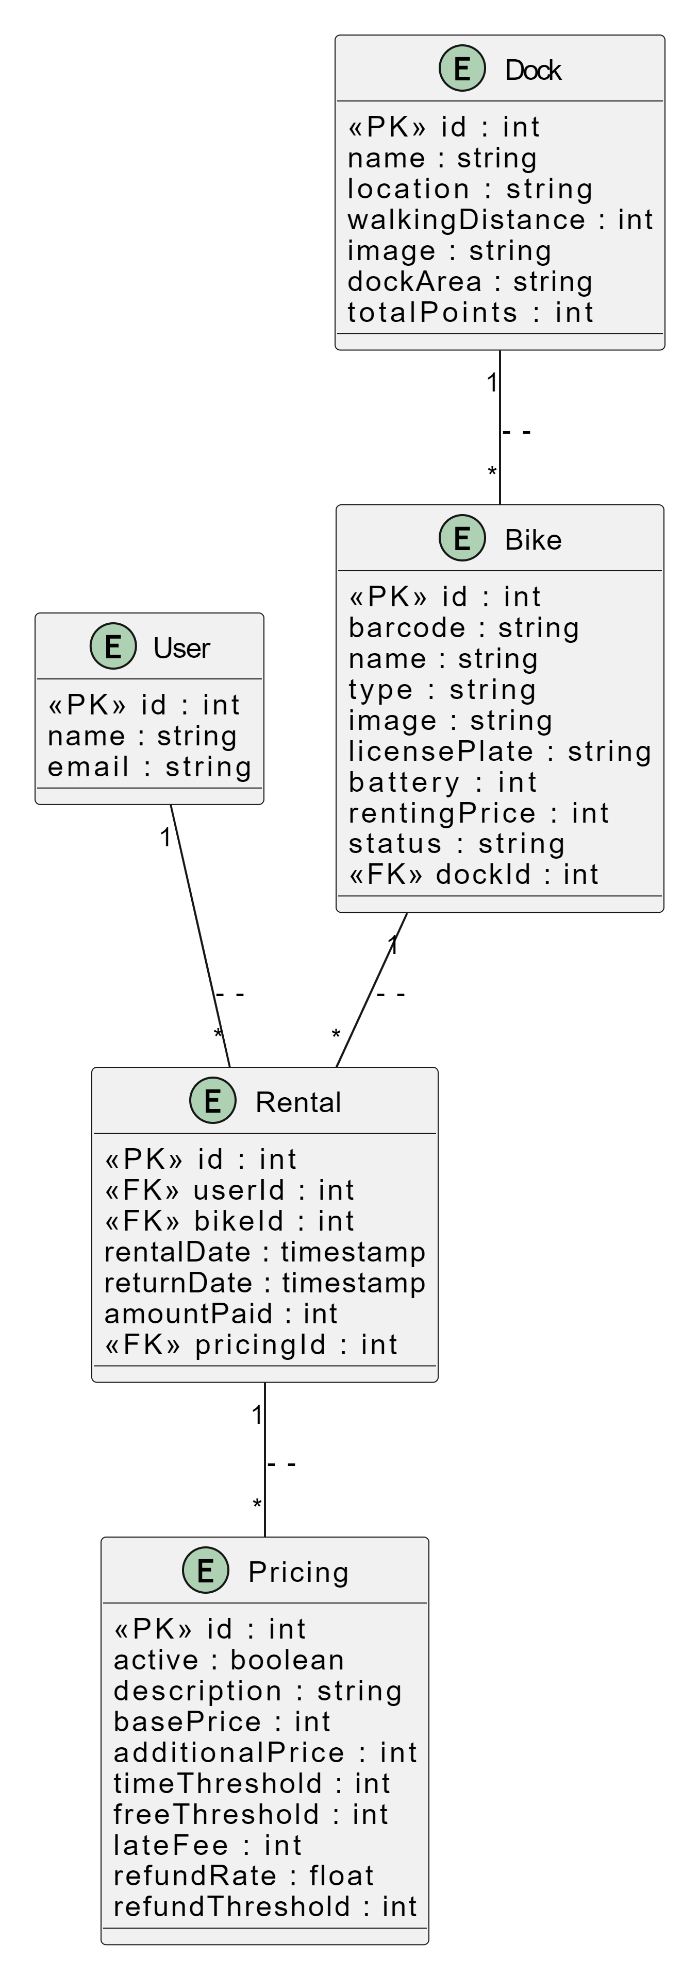 E Dock
«PK» id : int
name : string
location : string
walkingDistance : int
image : string
dockArea : string
totalPoints : int
1
--
*
E Bike
«PK» id : int
barcode : string
name : string
type : string
image : string
licensePlate : string
battery : int
rentingPrice : int
status : string
«FK» dockId : int
E User
«PK» id : int
name : string
email : string
1
--
*
1
--
*
E Rental
«PK» id : int
«FK» userId : int
«FK» bikeId : int
rentalDate : timestamp
returnDate : timestamp
amountPaid : int
«FK» pricingId : int
1
--
*
E Pricing
«PK» id : int
active : boolean
description : string
basePrice : int
additionalPrice : int
timeThreshold : int
freeThreshold : int
lateFee : int
refundRate : float
refundThreshold : int